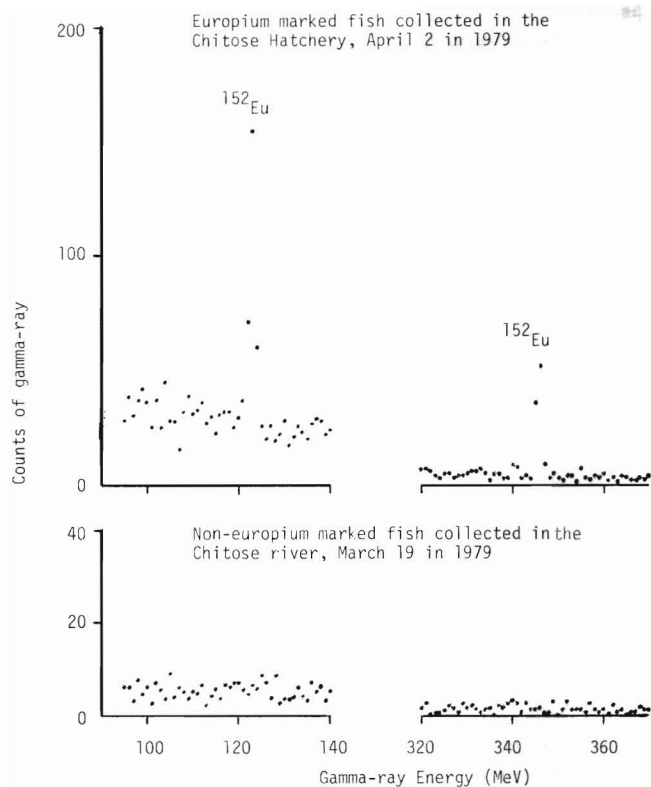 Europium marked fish collected in the
Chitose Hatchery, April 2 in 1979
200
152Eu
100
152Eu
0
Counts of gamma-ray
Non-europium marked fish collected in the
Chitose river, March 19 in 1979
40
20
0
100 120 140 320 340 360
Gamma-ray Energy (MeV)